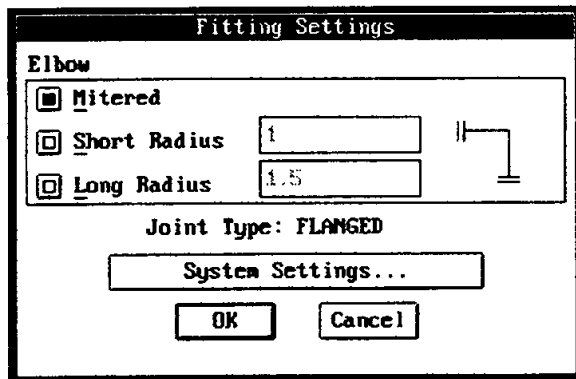 Fitting Settings
Elbow
Mitered
Short Radius 1
Long Radius 1.5
Joint Type: FLANGED
System Settings...
OK Cancel